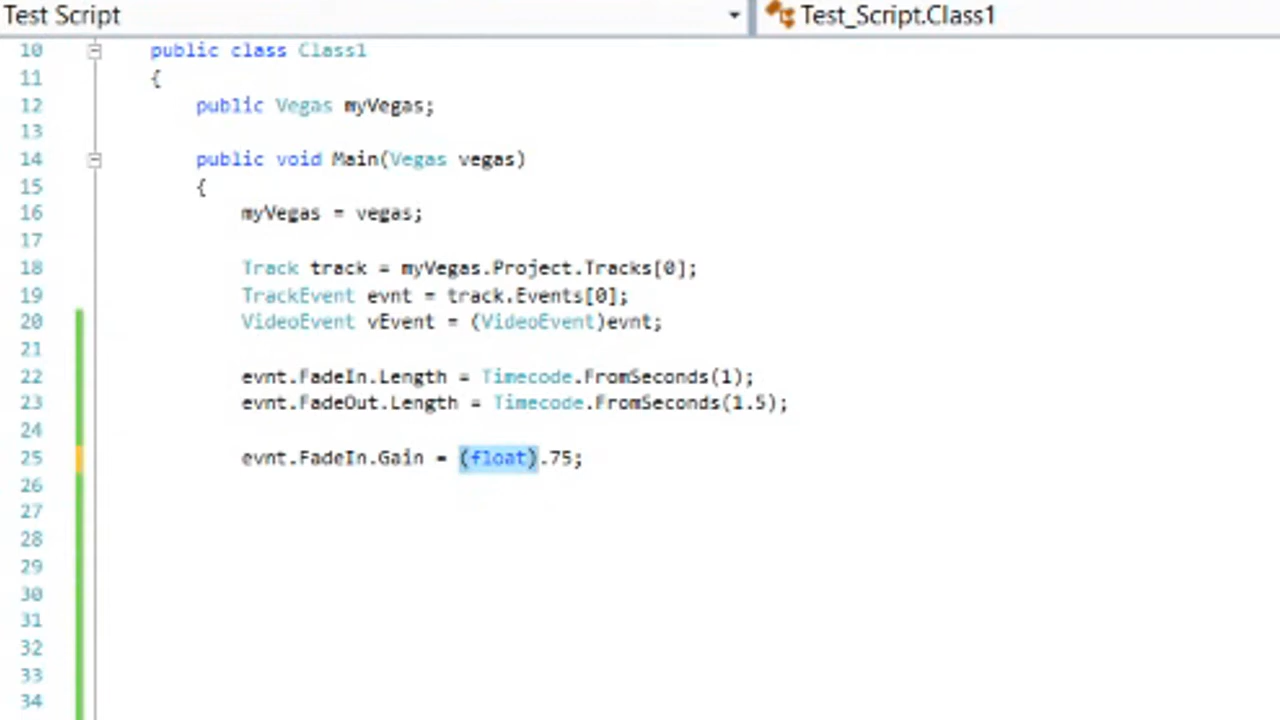 Test Script
Test_Script.Class1
10 public class Class1
11 {
12 public Vegas myVegas;
13
14 public void Main(Vegas vegas)
15 {
16 myVegas = vegas;
17
18 Track track = myVegas.Project.Tracks[0];
19 TrackEvent evnt = track.Events[0];
20 VideoEvent vEvent = (VideoEvent)evnt;
21
22 evnt.FadeIn.Length = Timecode.FromSeconds(1);
23 evnt.FadeOut.Length = Timecode.FromSeconds(1.5);
24
25 evnt.FadeIn.Gain = (float).75;
26
27
28
29
30
31
32
33
34